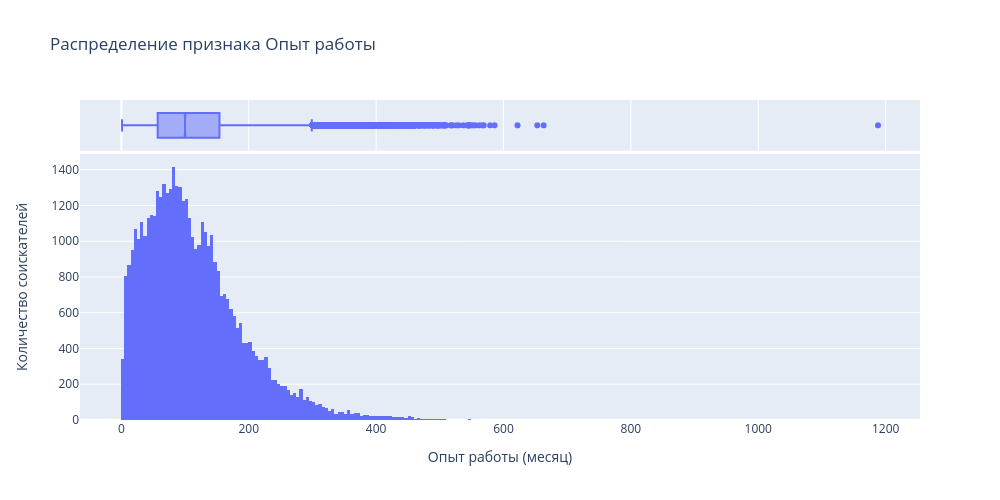 Распределение признака Опыт работы
1400
1200
1000
800
600
400
200
0
Количество соискателей
0 200 400 600 800 1000 1200
Опыт работы (месяц)